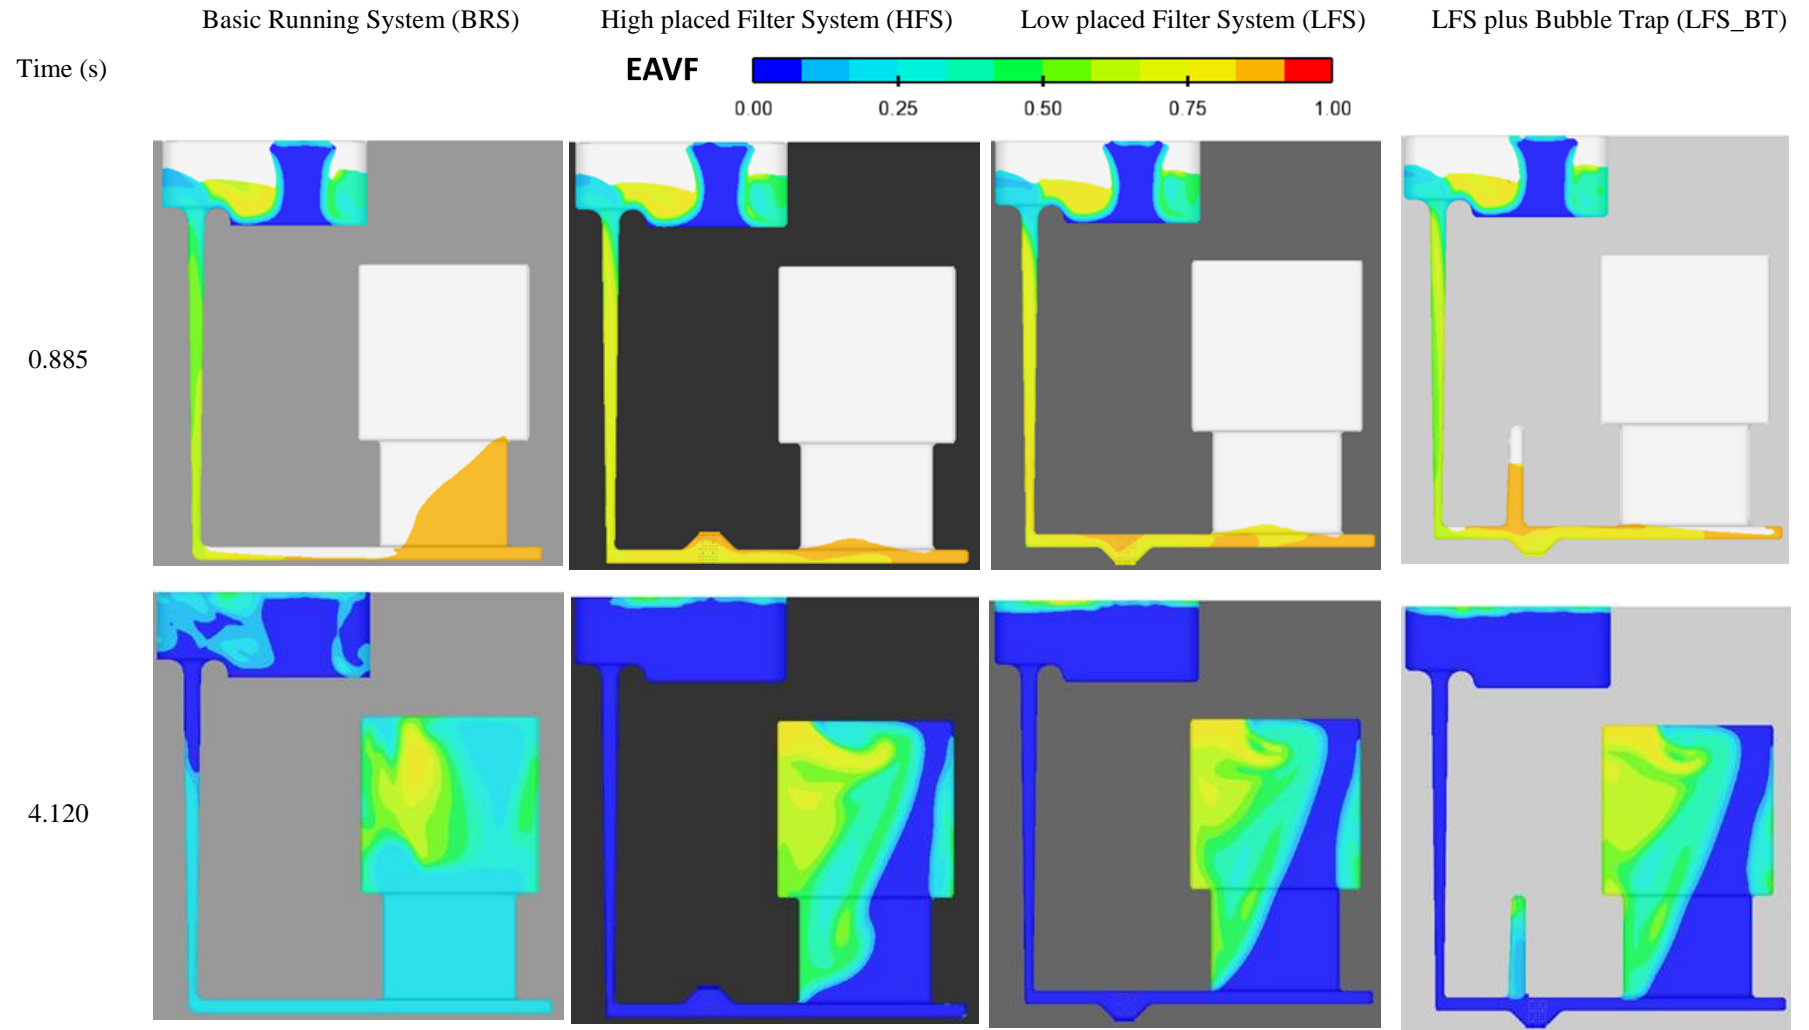 Basic Running System (BRS) High placed Filter System (HFS) Low placed Filter System (LFS) LFS plus Bubble Trap (LFS_BT)
Time (s) EAVF
0.00 0.25 0.50 0.75 1.00
0.885
4.120